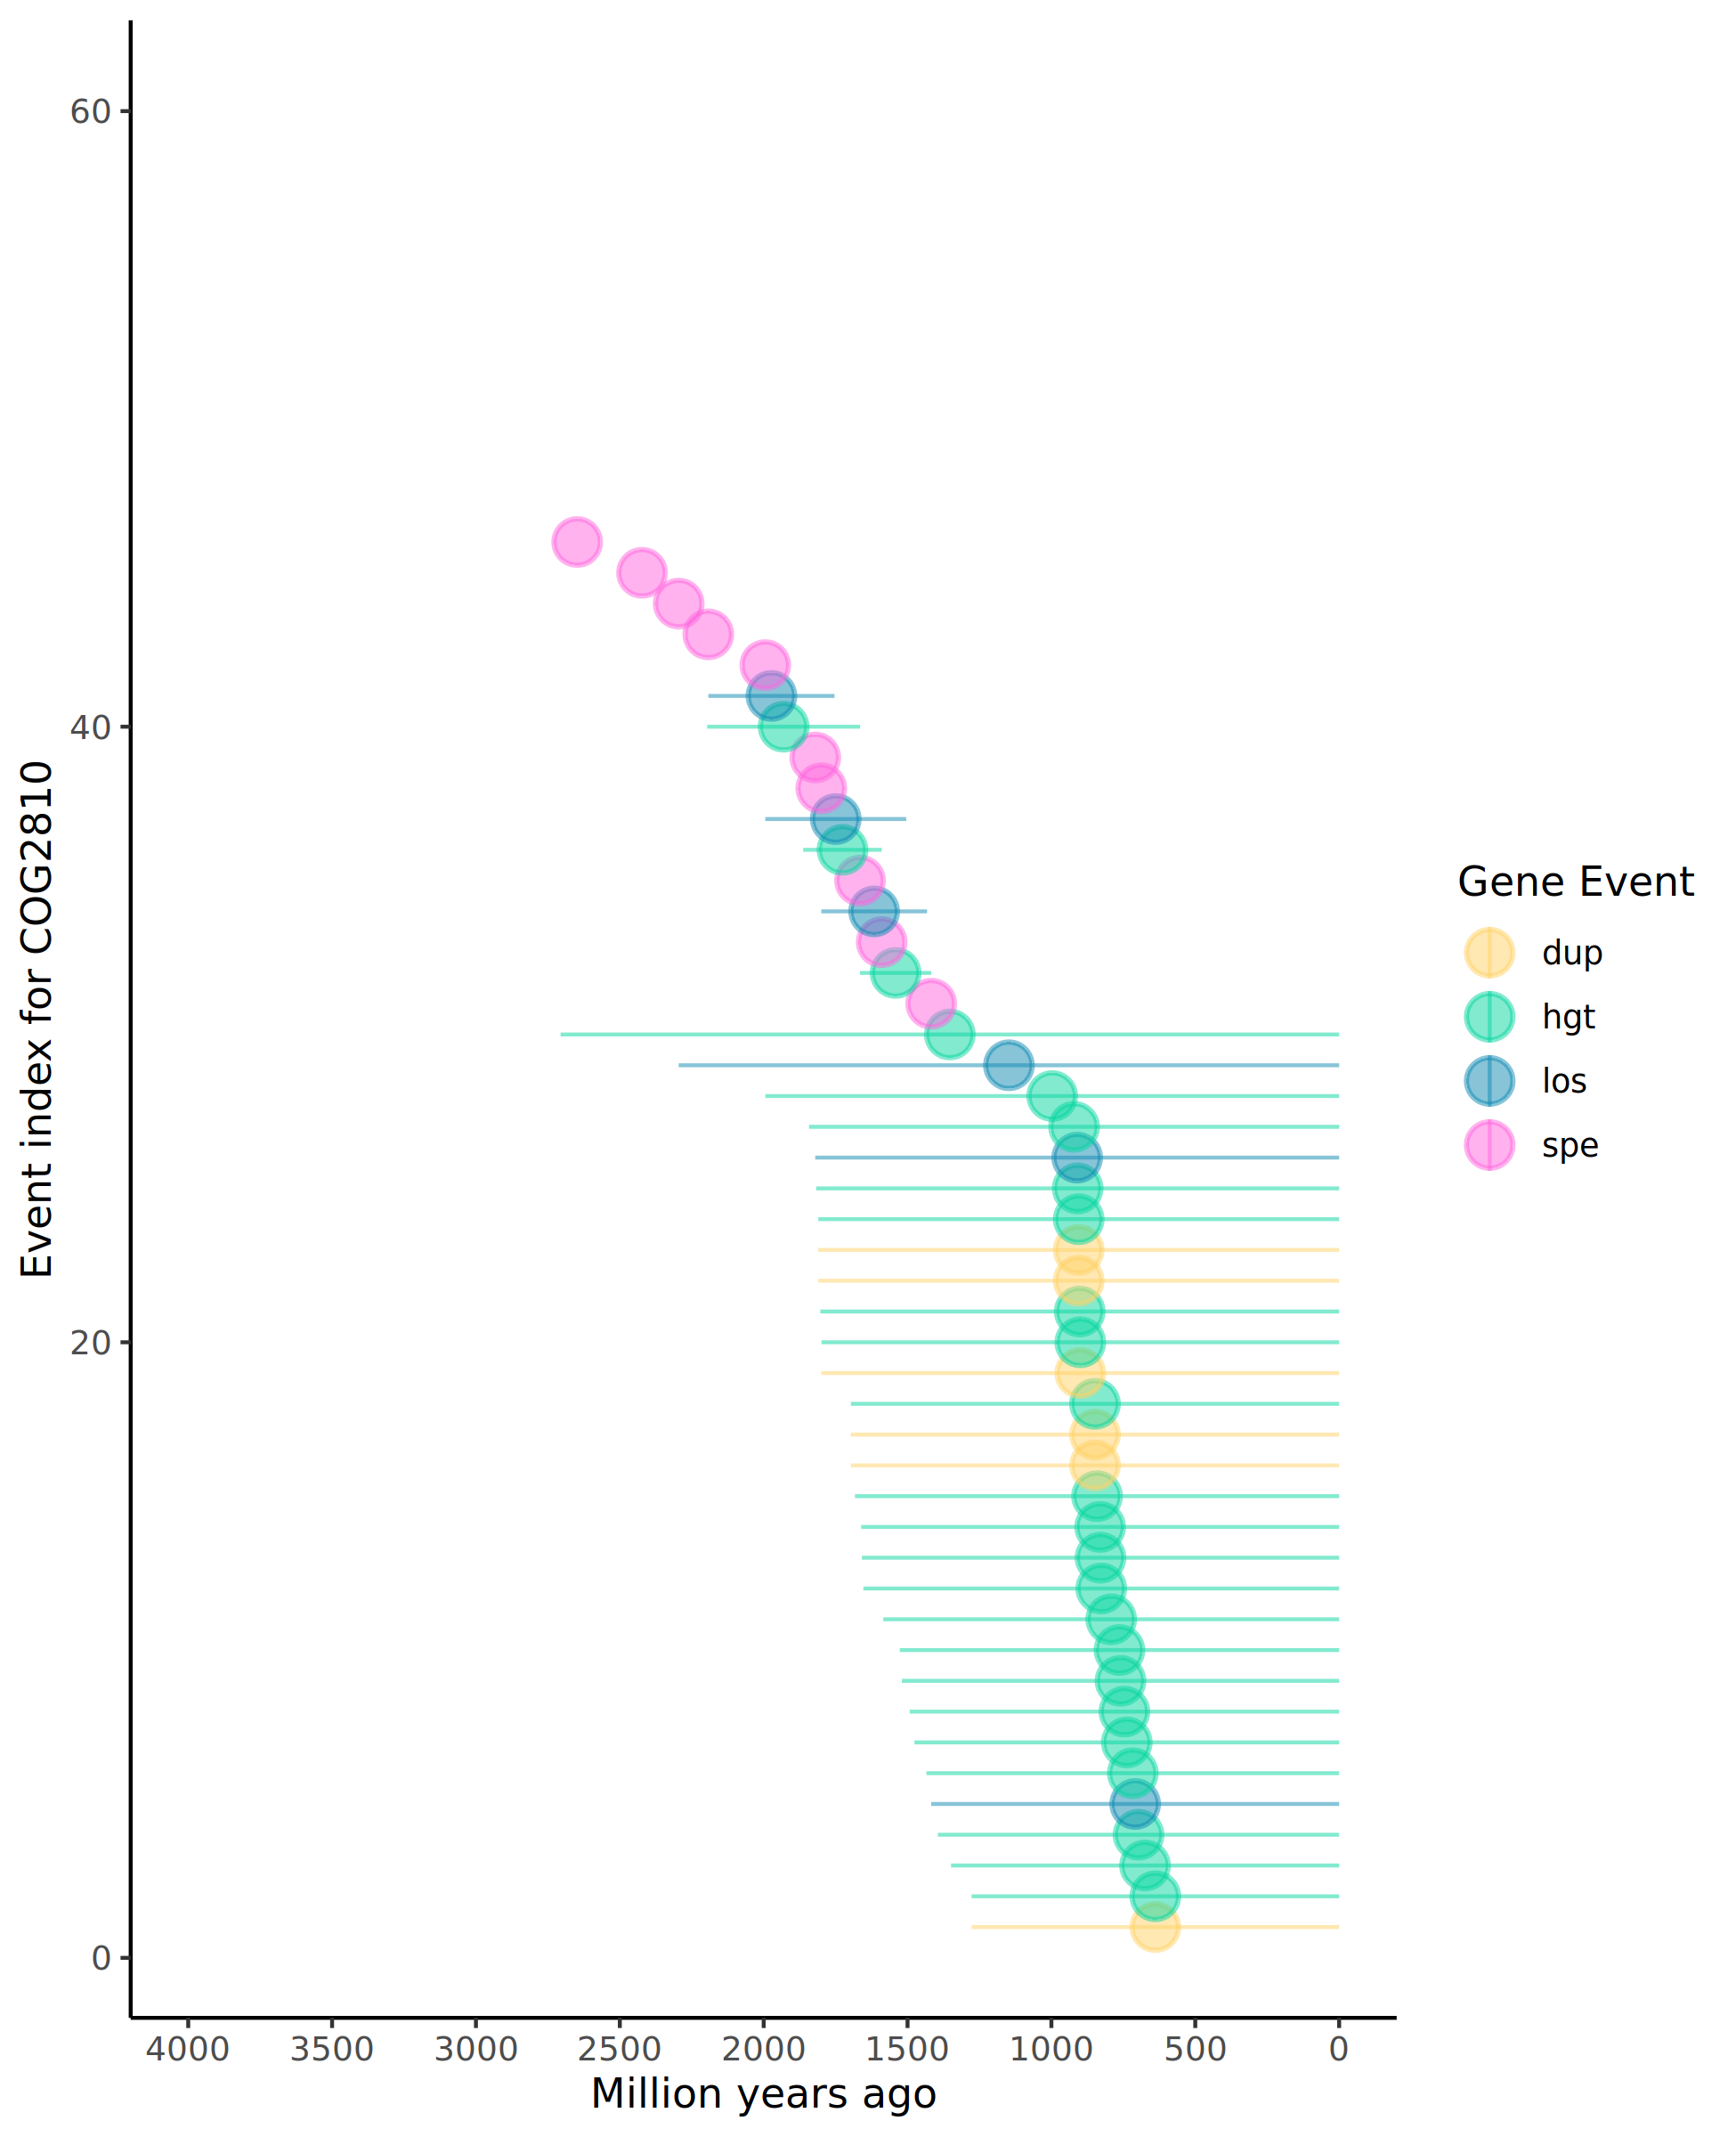 60
40
20
0
Event index for COG2810
4000 3500 3000 2500 2000 1500 1000 500 0
Million years ago
Gene Event
dup
hgt
los
spe